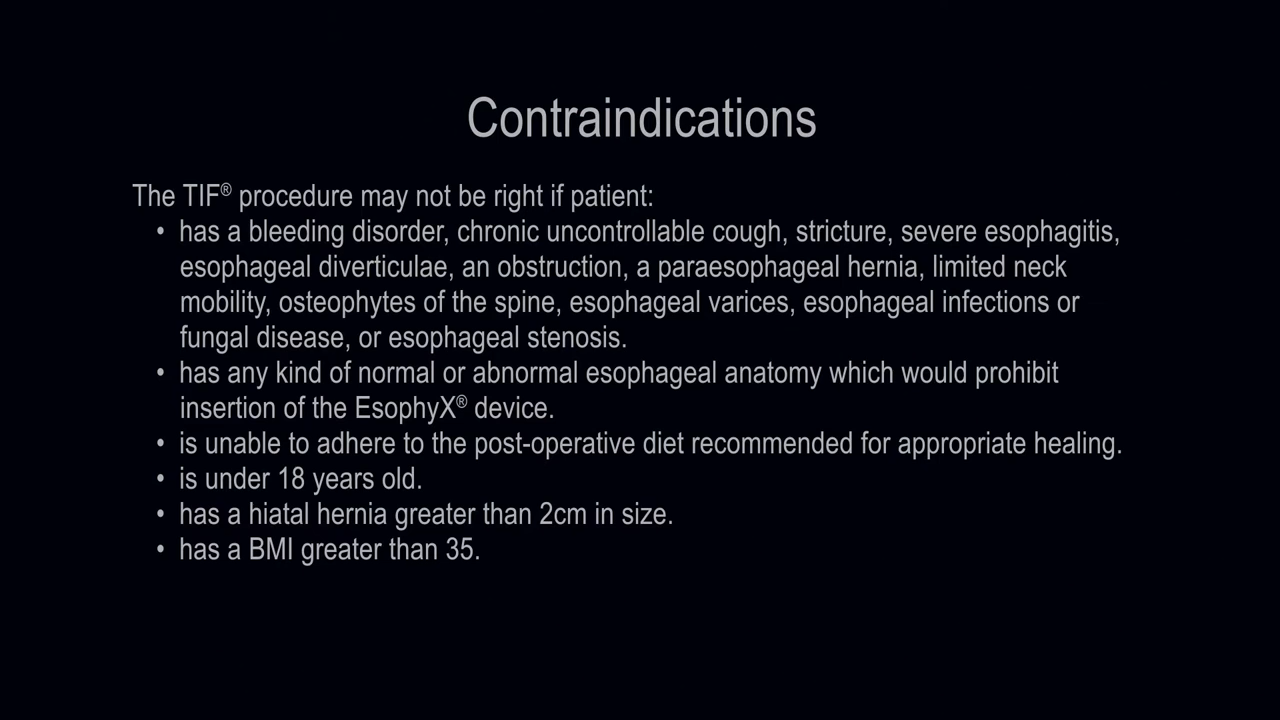 Contraindications
The TIF® procedure may not be right if patient:
• has a bleeding disorder, chronic uncontrollable cough, stricture, severe esophagitis,
esophageal diverticulae, an obstruction, a paraesophageal hernia, limited neck
mobility, osteophytes of the spine, esophageal varices, esophageal infections or
fungal disease, or esophageal stenosis.
• has any kind of normal or abnormal esophageal anatomy which would prohibit
insertion of the EsophyX® device.
• is unable to adhere to the post-operative diet recommended for appropriate healing.
• is under 18 years old.
• has a hiatal hernia greater than 2cm in size.
• has a BMI greater than 35.